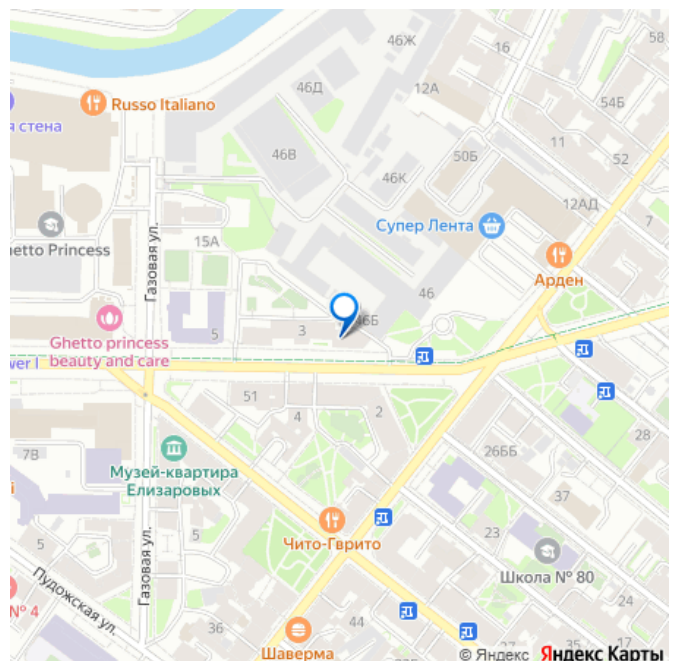 46Ж
16
58
46Д
12А
Russo Italiano
54Б
я стена
11
46В
50Б
52
46К
12АД
hetto Princess
Супер Лента
7
15А
Газовая ул.
Арден
46
5
3
46Б
Ghetto princess
beauty and care
wer I
51
4
2
28
26ББ
7В
Музей-квартира
Елизаровых
37
i
23
5
Чито-Гврито
Школа № 80
Газовая ул.
5
Пудожская ул.
24
№ 4
36
35
Шаверма
© Яндекс Яндекс Карты